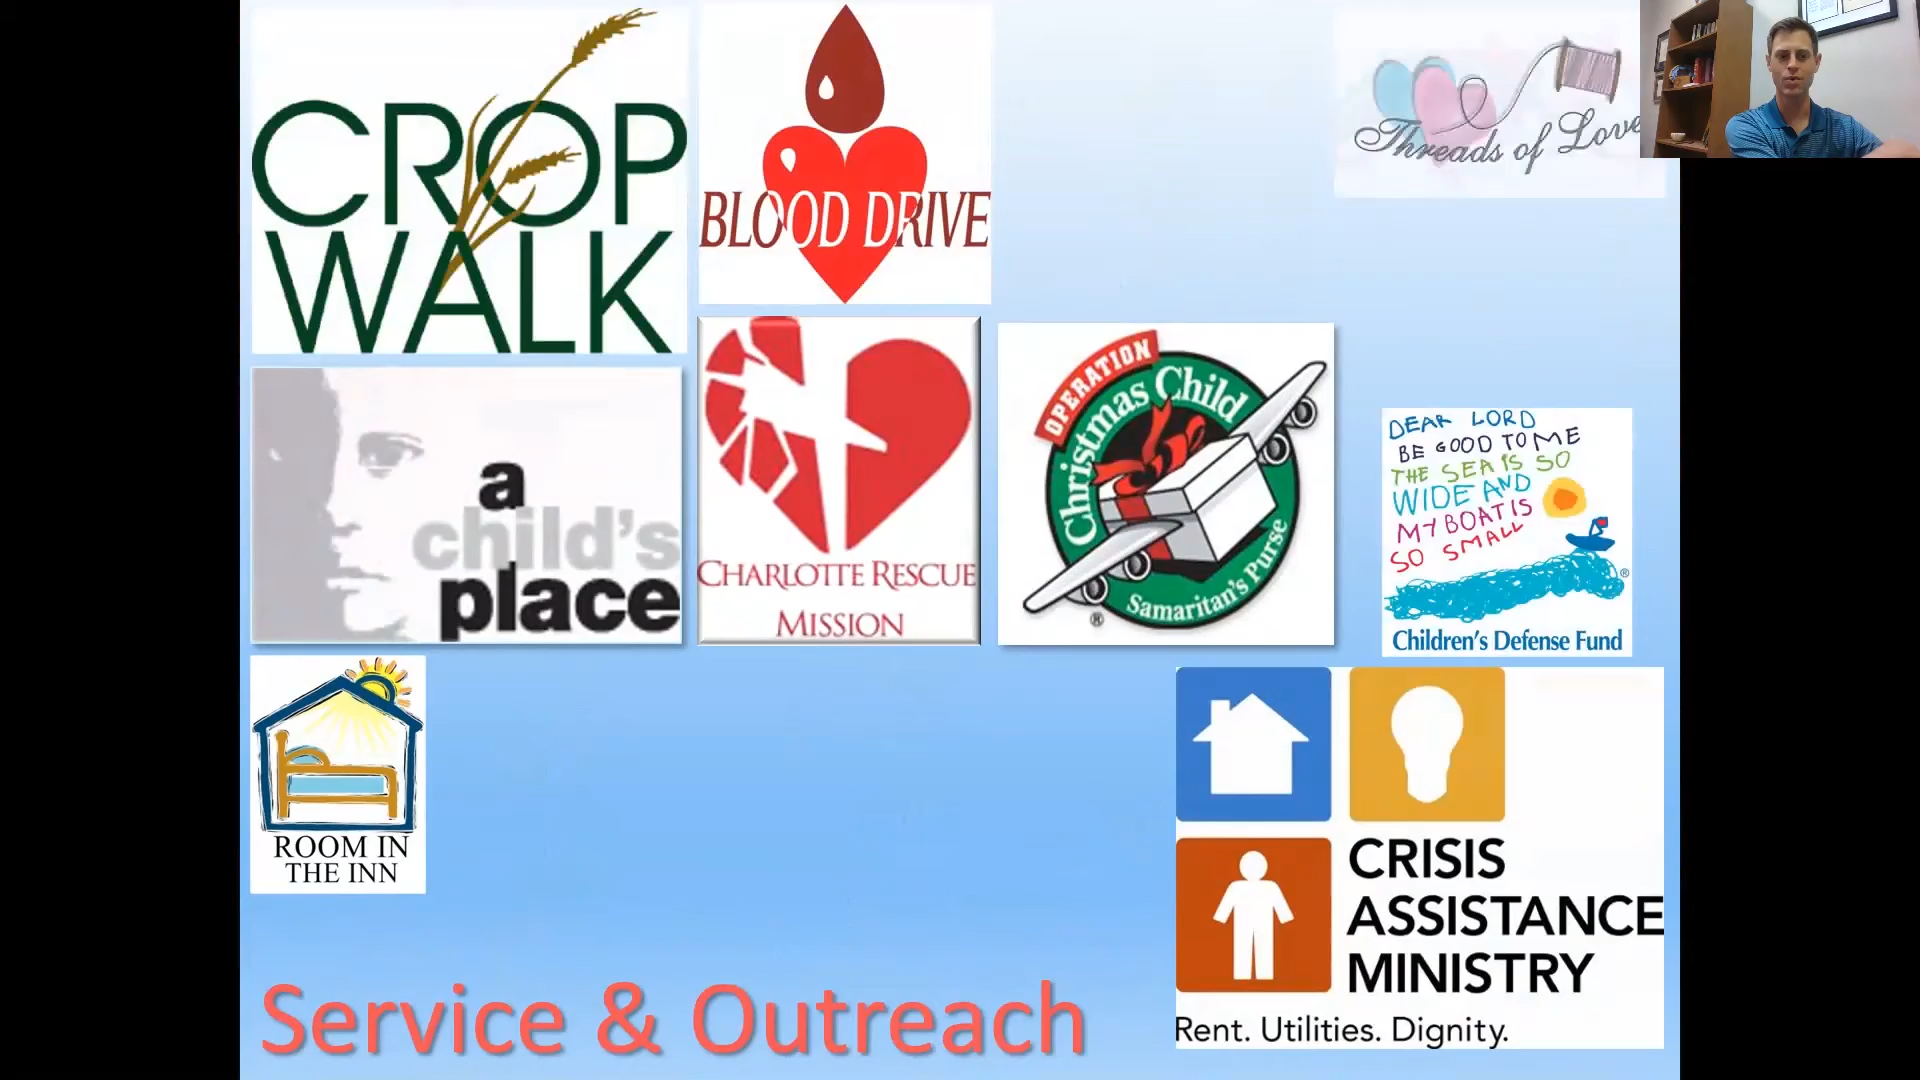 CROP
WALK
BLOOD DRIVE
Threads of Love
a
child's
place
CHARLOTTE RESCUE
MISSION
OPERATION
Christmas Child
Samaritan's Purse
®
DEAR LORD
BE GOOD TO ME
THE SEA IS SO
WIDE AND
MY BOAT IS
SO SMALL
®
Children's Defense Fund
ROOM IN
THE INN
CRISIS
ASSISTANCE
MINISTRY
Rent. Utilities. Dignity.
Service & Outreach